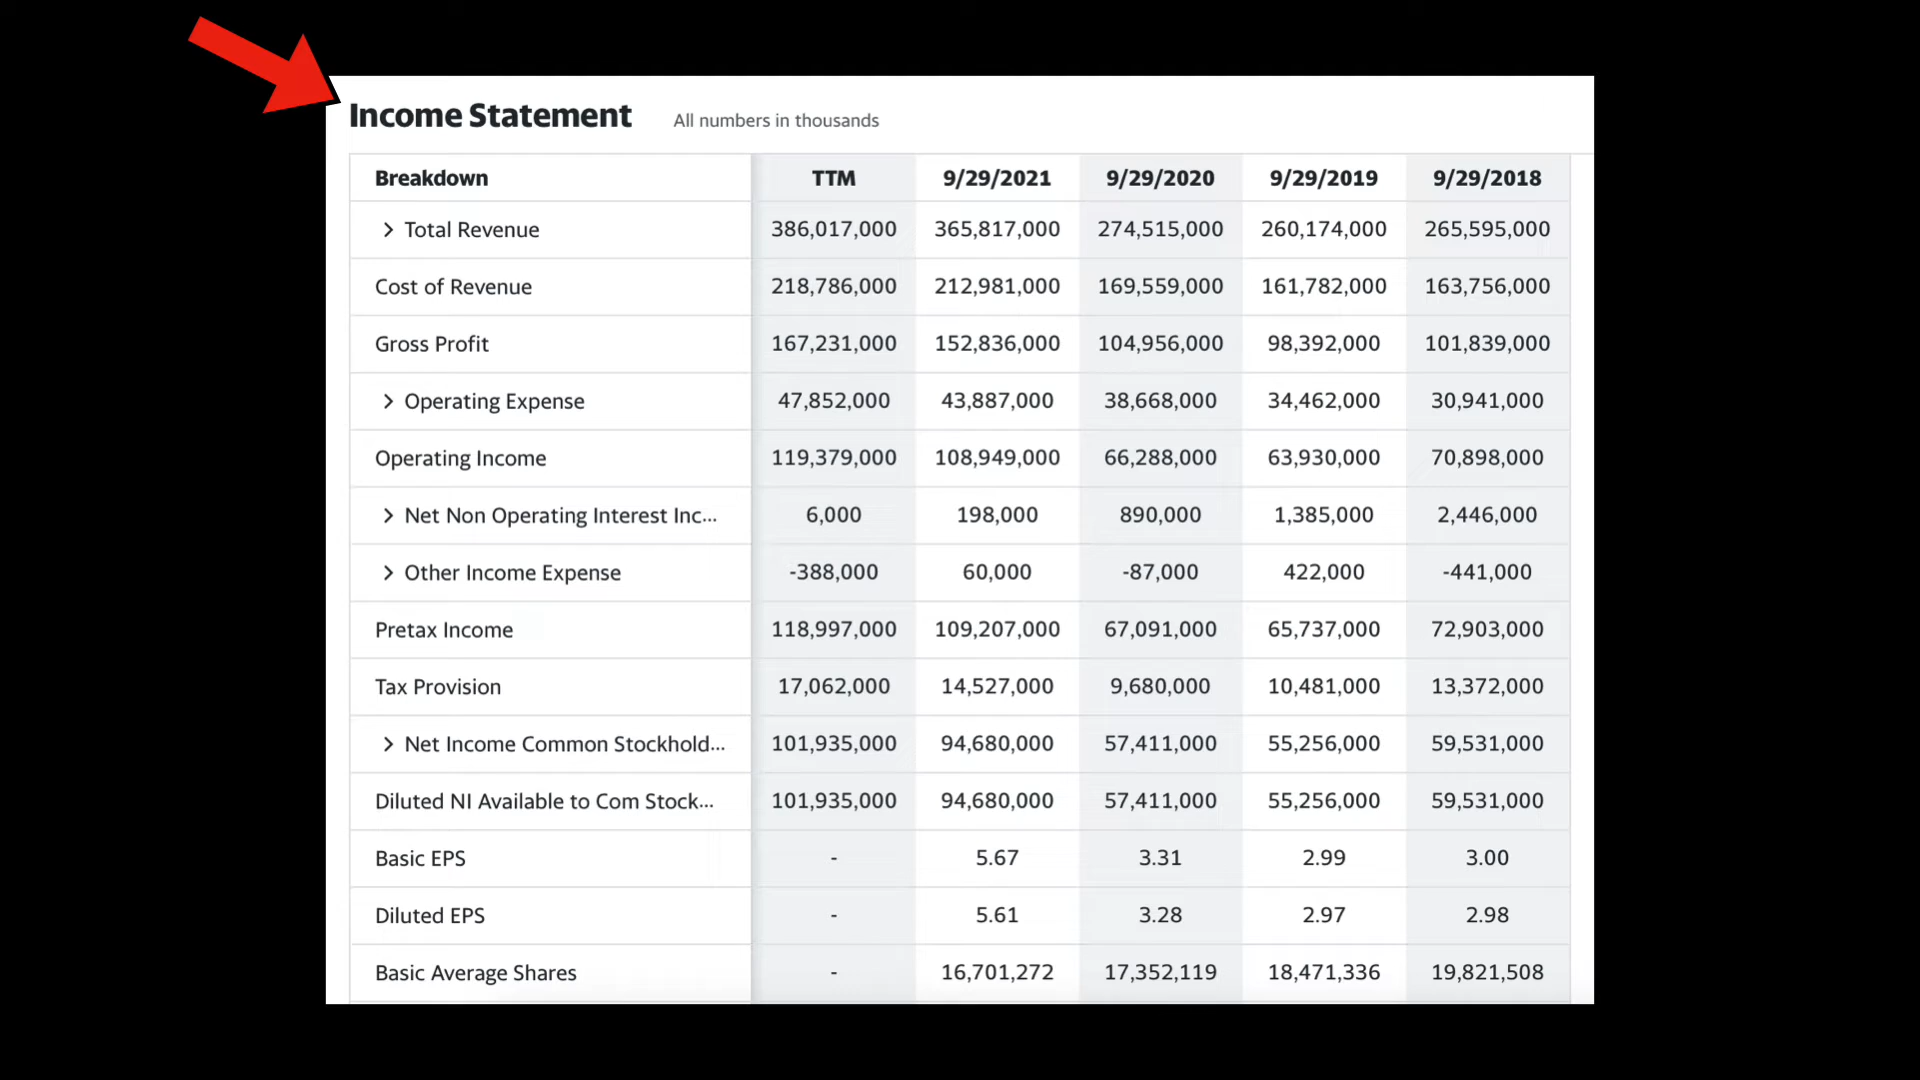 Income Statement All numbers in thousands
Breakdown TTM 9/29/2021 9/29/2020 9/29/2019 9/29/2018
Total Revenue 386,017,000 365,817,000 274,515,000 260,174,000 265,595,000
Cost of Revenue 218,786,000 212,981,000 169,559,000 161,782,000 163,756,000
Gross Profit 167,231,000 152,836,000 104,956,000 98,392,000 101,839,000
Operating Expense 47,852,000 43,887,000 38,668,000 34,462,000 30,941,000
Operating Income 119,379,000 108,949,000 66,288,000 63,930,000 70,898,000
Net Non Operating Interest Inc... 6,000 198,000 890,000 1,385,000 2,446,000
Other Income Expense -388,000 60,000 -87,000 422,000 -441,000
Pretax Income 118,997,000 109,207,000 67,091,000 65,737,000 72,903,000
Tax Provision 17,062,000 14,527,000 9,680,000 10,481,000 13,372,000
Net Income Common Stockhold... 101,935,000 94,680,000 57,411,000 55,256,000 59,531,000
Diluted NI Available to Com Stock... 101,935,000 94,680,000 57,411,000 55,256,000 59,531,000
Basic EPS - 5.67 3.31 2.99 3.00
Diluted EPS - 5.61 3.28 2.97 2.98
Basic Average Shares - 16,701,272 17,352,119 18,471,336 19,821,508